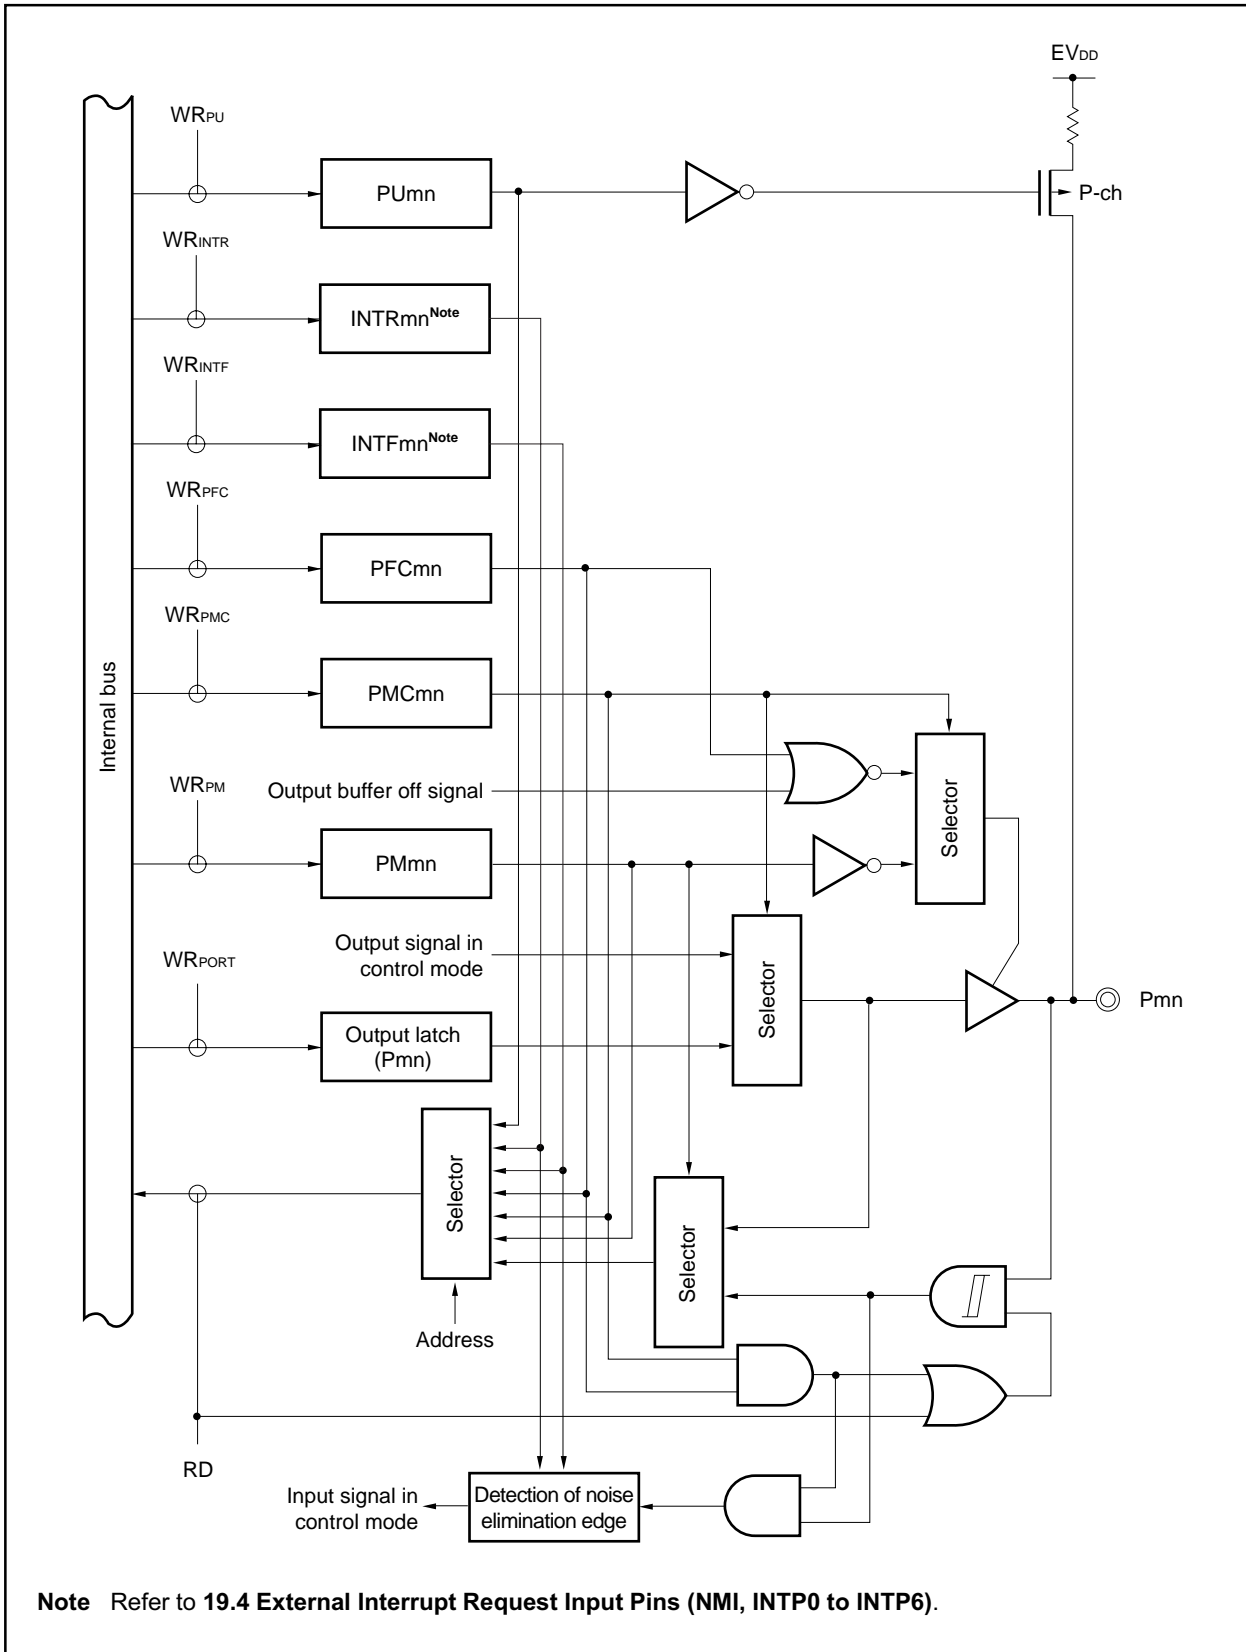 EVDD
WRPU
PUmn
P-ch
WRINTR
INTRmnNote
WRINTF
INTFmnNote
WRPFC
PFCmn
WRPMC
PMCmn
Internal bus
Output buffer off signal
Selector
WRPM
PMmn
Output signal in
control mode
WRPORT
Selector
Pmn
Output latch
(Pmn)
Selector
Selector
Address
RD
Input signal in
control mode
Detection of noise
elimination edge
Note Refer to 19.4 External Interrupt Request Input Pins (NMI, INTP0 to INTP6).